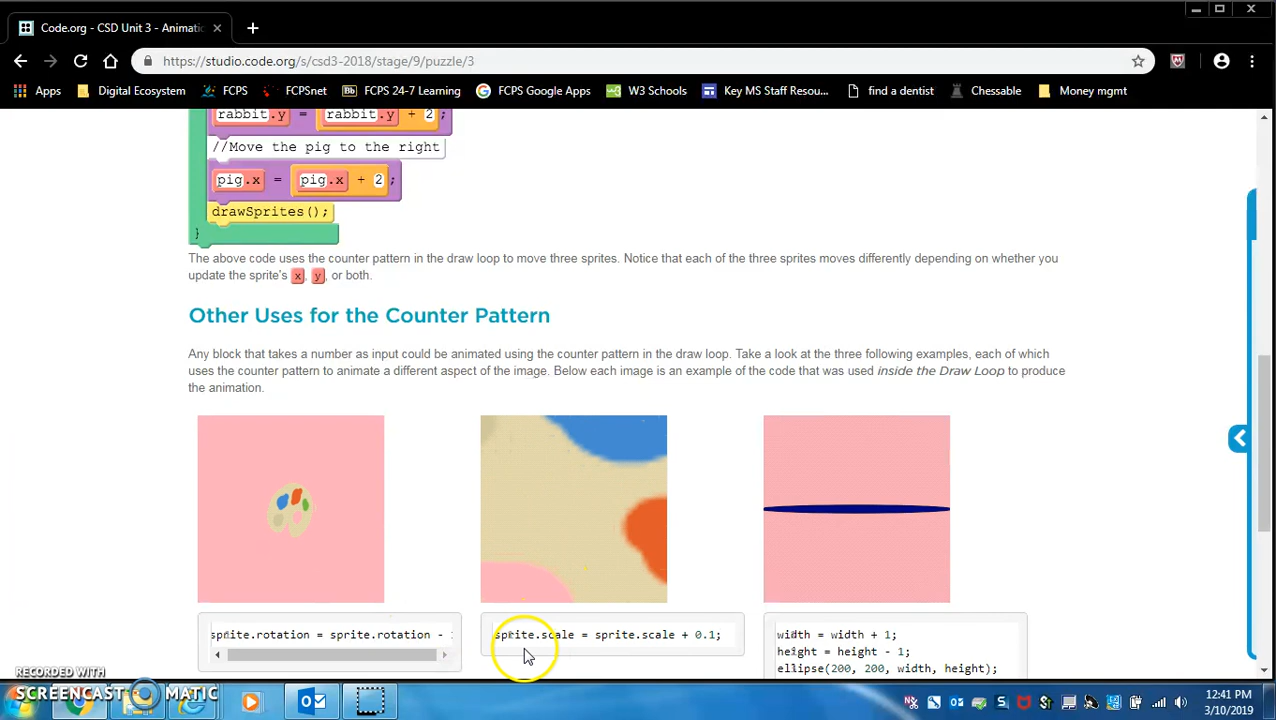 Code.org - CSD Unit 3 - Animatic
https://studio.code.org/s/csd3-2018/stage/9/puzzle/3
Apps Digital Ecosystem FCPS FCPSnet Bb FCPS 24-7 Learning FCPS Google Apps W3 Schools Key MS Staff Resou... find a dentist Chessable Money mgmt
rabbit.y = rabbit.y + 2;
//Move the pig to the right
pig.x = pig.x + 2;
drawSprites();
}
The above code uses the counter pattern in the draw loop to move three sprites. Notice that each of the three sprites moves differently depending on whether you
update the sprite's x, y, or both.
Other Uses for the Counter Pattern
Any block that takes a number as input could be animated using the counter pattern in the draw loop. Take a look at the three following examples, each of which
uses the counter pattern to animate a different aspect of the image. Below each image is an example of the code that was used inside the Draw Loop to produce
the animation.
sprite.rotation = sprite.rotation -
sprite.scale = sprite.scale + 0.1;
width = width + 1;
height = height - 1;
ellipse(200, 200, width, height);
RECORDED WITH
SCREENCAST MATIC
12:41 PM
3/10/2019